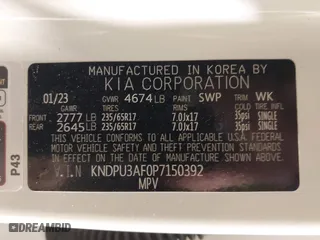 MANUFACTURED IN KOREA BY
KIA CORPORATION
01/23 GVWR 4674 LB PAINT SWP TRIM WK
GAWR TIRES RIMS COLD TIRE INFLATION
FRONT 2777 LB 235/65R17 7.0Jx17 35psi SINGLE
REAR 2645 LB 235/65R17 7.0Jx17 35psi SINGLE
THIS VEHICLE CONFORMS TO ALL APPLICABLE U.S.A. FEDERAL
MOTOR VEHICLE SAFETY AND THEFT PREVENTION STANDARDS
IN EFFECT ON THE DATE OF MANUFACTURE SHOWN ABOVE.
V.I.N KNDPU3AF0P7150392
MPV
P43
DREAMBID